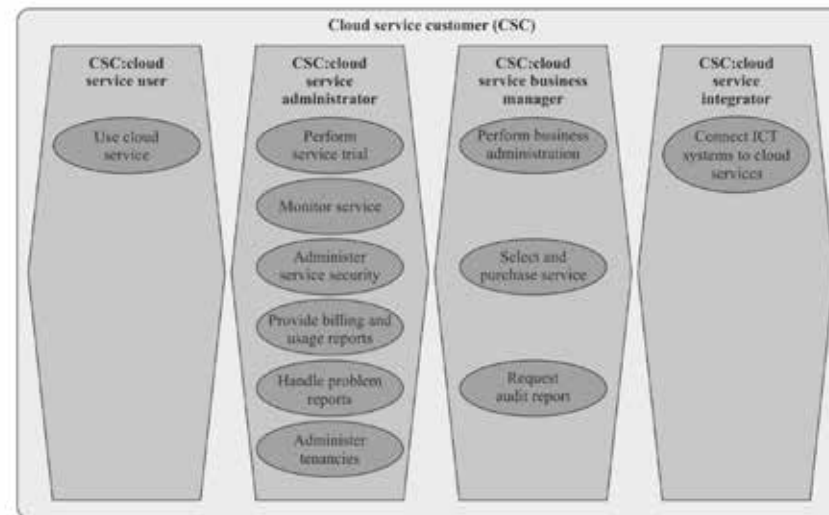 Cloud service customer (CSC)
CSC:cloud
service user
Use cloud
service
CSC:cloud
service
administrator
Perform
service trial
Monitor service
Administer
service security
Provide billing and
usage reports
Handle problem
reports
Administer
tenancies
CSC:cloud
service business
manager
Perform business
administration
Select and
purchase service
Request
audit report
CSC:cloud
service
integrator
Connect ICT
systems to cloud
services